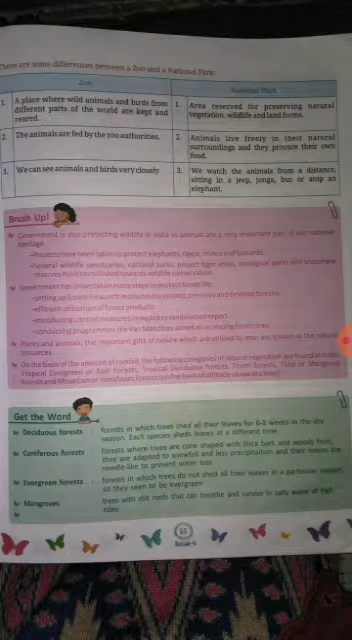 There are some differences between a Zoo and a National Park:
Zoo
National Park
1. A place where wild animals and birds from
different parts of the world are kept and
reared.
1. Area reserved for preserving natural
vegetation, wildlife and land forms.
2. The animals are fed by the zoo authorities.
2. Animals live freely in their natural
surroundings and they procure their own
food.
3. We can see animals and birds very closely.
3. We watch the animals from a distance,
sitting in a jeep, jonga, bus or atop an
elephant.
Brush Up!
Government is also protecting wildlife in India as animals are a very important part of our national
heritage
–Projects have been taken to protect elephants, tigers, rhinos and bustards.
–Several wildlife sanctuaries, national parks, project tiger areas, zoological parks and biosphere
reserves have contributed towards wildlife conservation.
Government has undertaken many steps to protect forests like:
–setting up Forest Research Institutes to
–efficient utilisation of forest products.
–introducing control measures in regard to sandalwood export.
–conducting programmes like Van Mahotsav aimed at increasing forest area.
Plants and animals, the important gifts of nature which are utilised by man are known as the natural
resources.
On the basis of the amount of rainfall, the following categories of natural vegetation are found in India:
Tropical Evergreen or Rain Forests, Tropical Deciduous forests, Thorn Forests, Tidal or Mangrove
forests and Mountain or Himalayan Forests on the basis of altitude above sea level.
Get the Word
Deciduous forests : forests in which trees shed all their leaves for 6-8 weeks in the dry
season. Each species sheds leaves at a different time.
Coniferous forests : forests where trees are cone shaped with thick bark and woody fruit,
they are adapted to snowfall and less precipitation and their leaves are
needle-like to prevent water loss.
Evergreen forests : forests in which trees do not shed all their leaves in a particular season
so they seem to be evergreen
Mangroves : trees with stilt roots that can breathe and survive in salty water of high
tides
55
Social-4